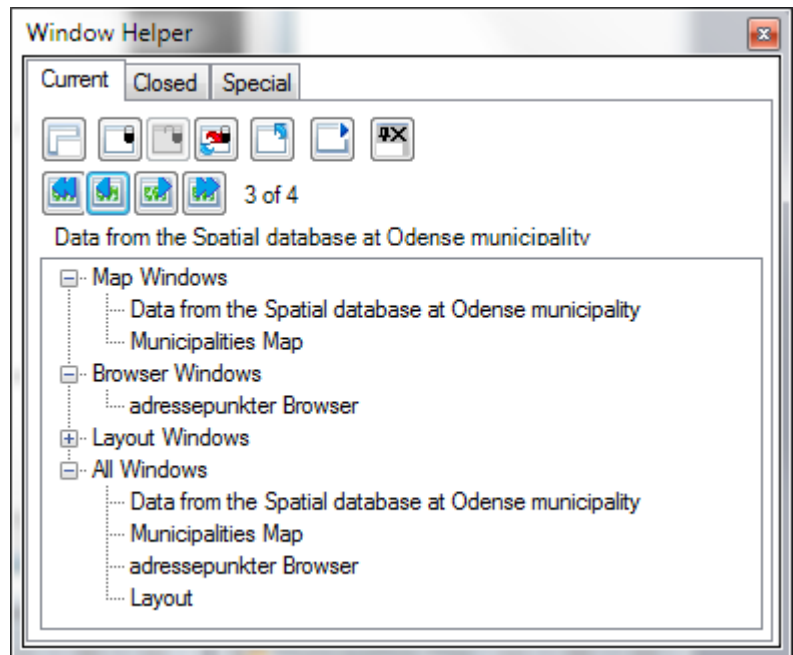 Window Helper
Current Closed Special
4X
3 of 4
Data from the Spatial database at Odense municipality
Map Windows
Data from the Spatial database at Odense municipality
Municipalities Map
Browser Windows
adressepunkter Browser
Layout Windows
All Windows
Data from the Spatial database at Odense municipality
Municipalities Map
adressepunkter Browser
Layout